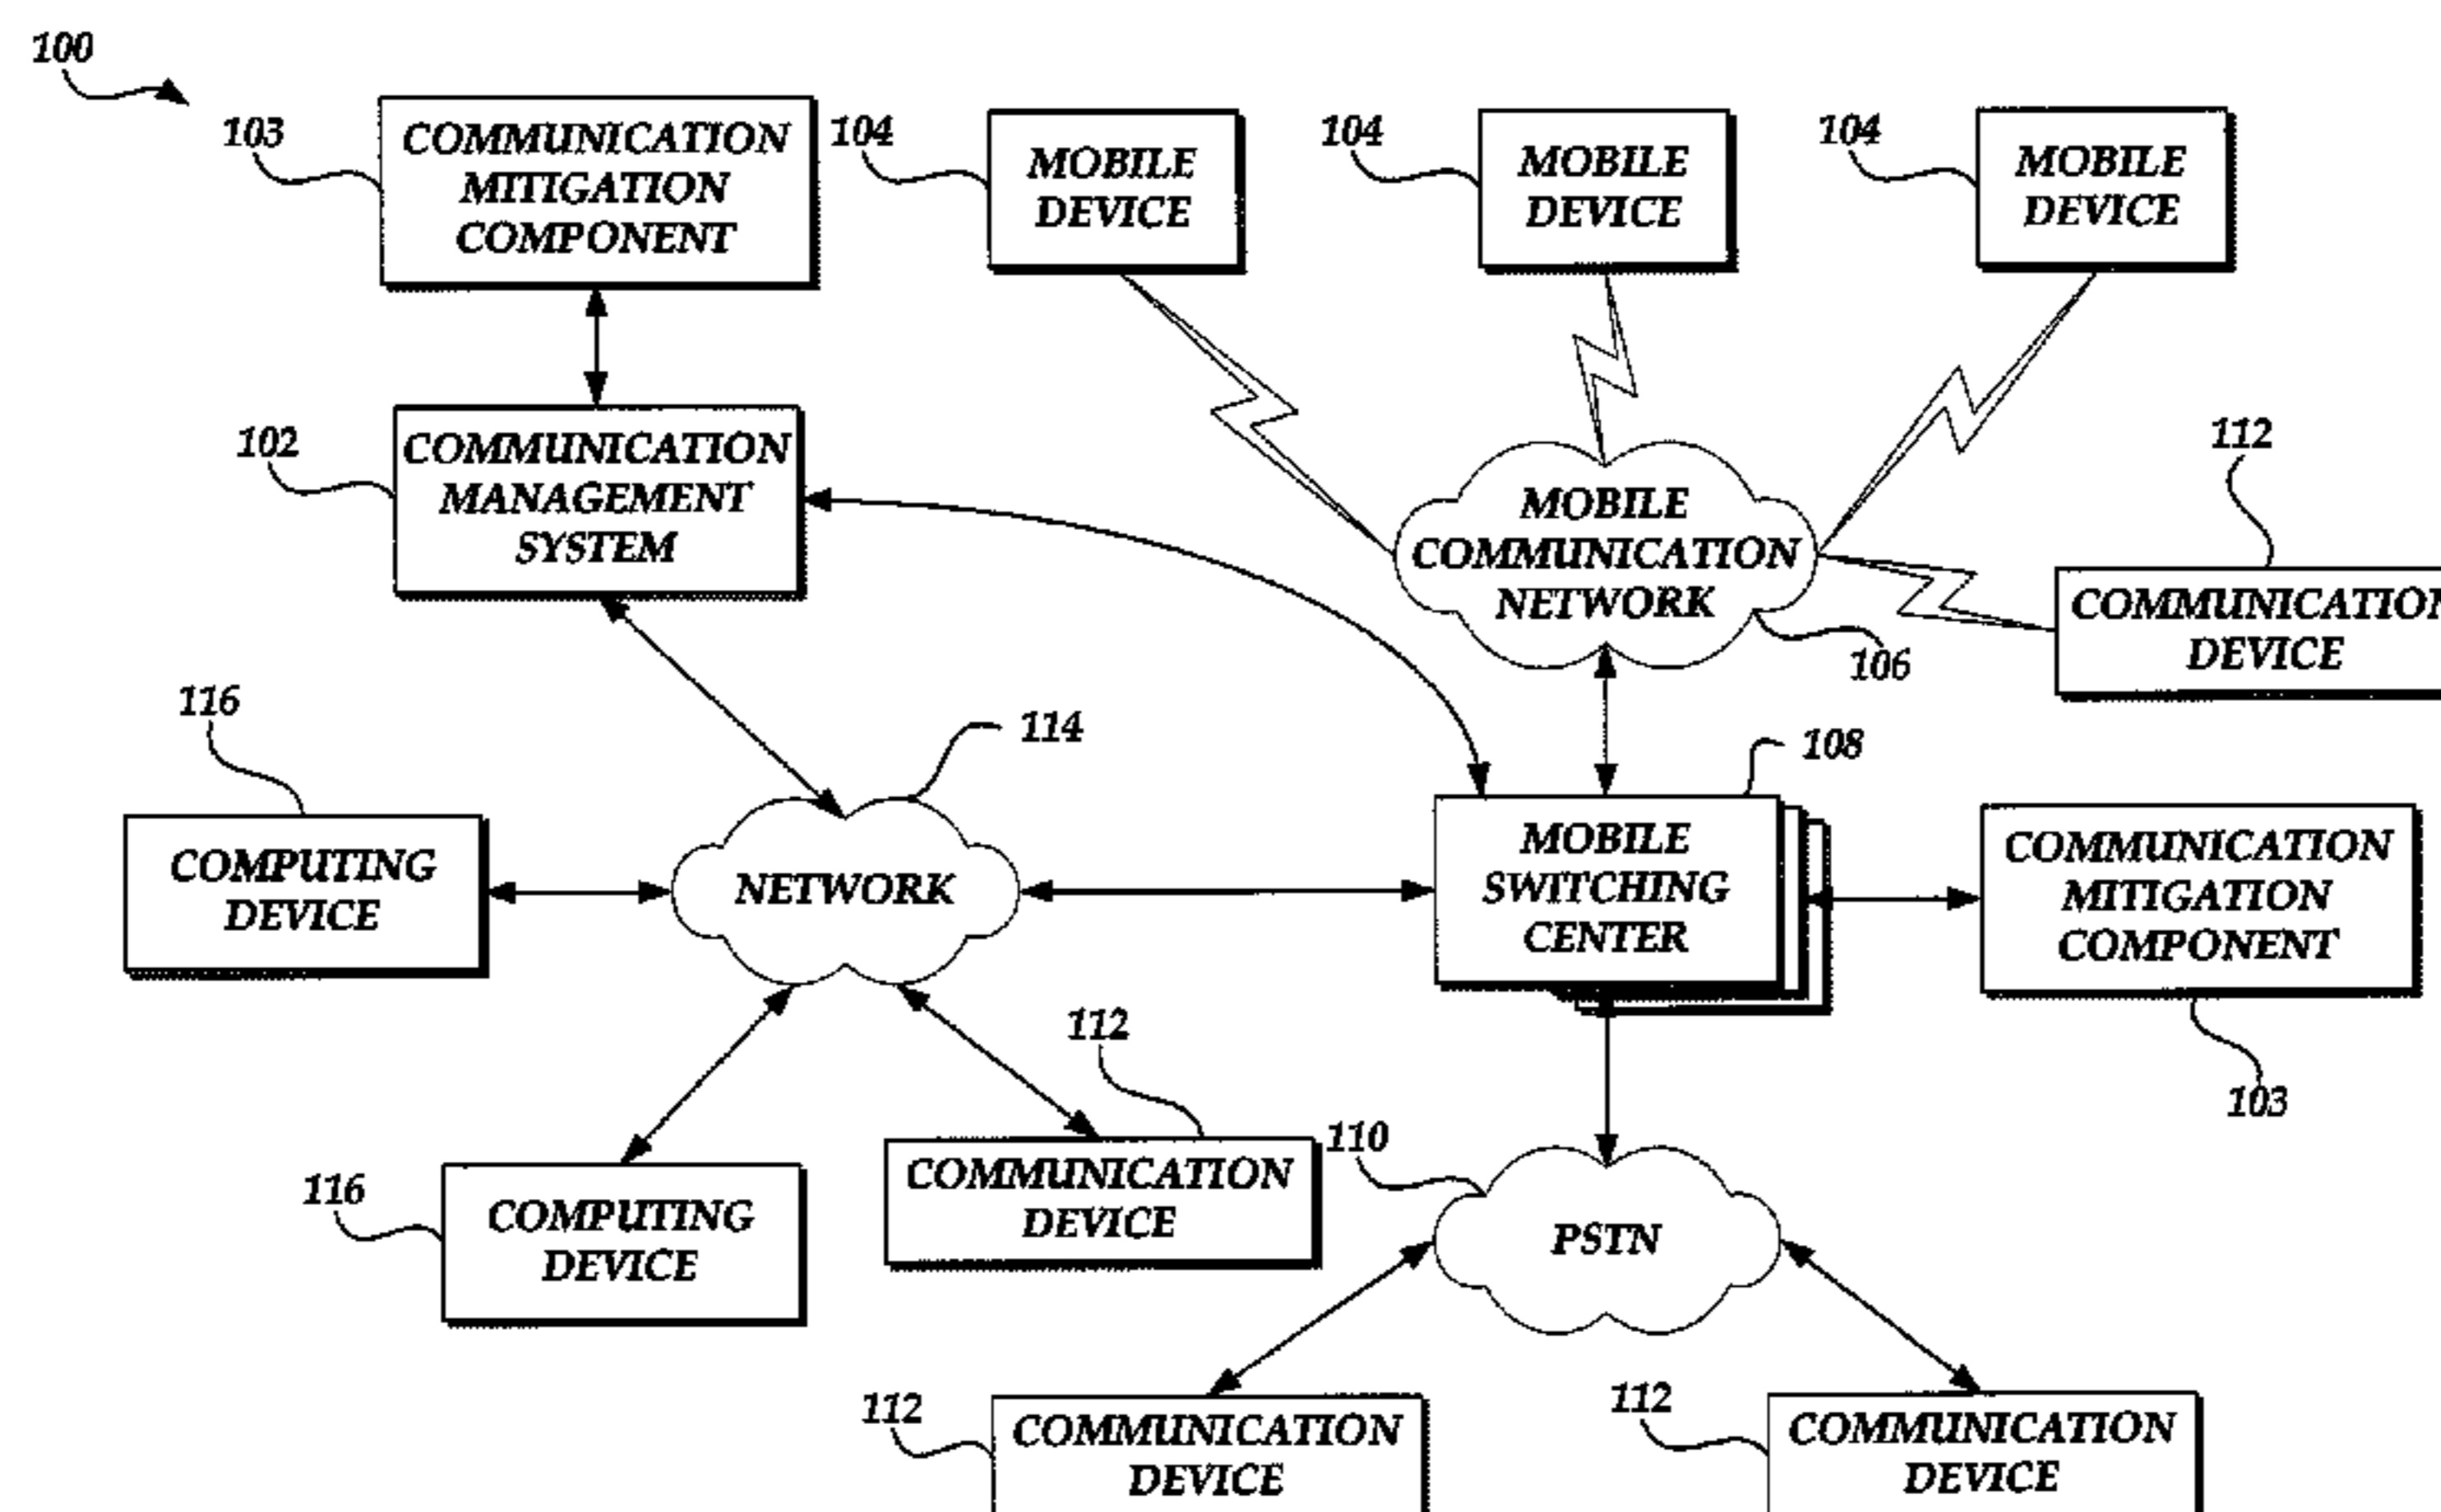 100
103
COMMUNICATION
MITIGATION
COMPONENT
104
MOBILE
DEVICE
104
MOBILE
DEVICE
104
MOBILE
DEVICE
102
COMMUNICATION
MANAGEMENT
SYSTEM
MOBILE
COMMUNICATION
NETWORK
106
112
COMMUNICATION
DEVICE
116
COMPUTING
DEVICE
114
NETWORK
108
MOBILE
SWITCHING
CENTER
COMMUNICATION
MITIGATION
COMPONENT
103
116
COMPUTING
DEVICE
112
COMMUNICATION
DEVICE
110
PSTN
112
COMMUNICATION
DEVICE
112
COMMUNICATION
DEVICE